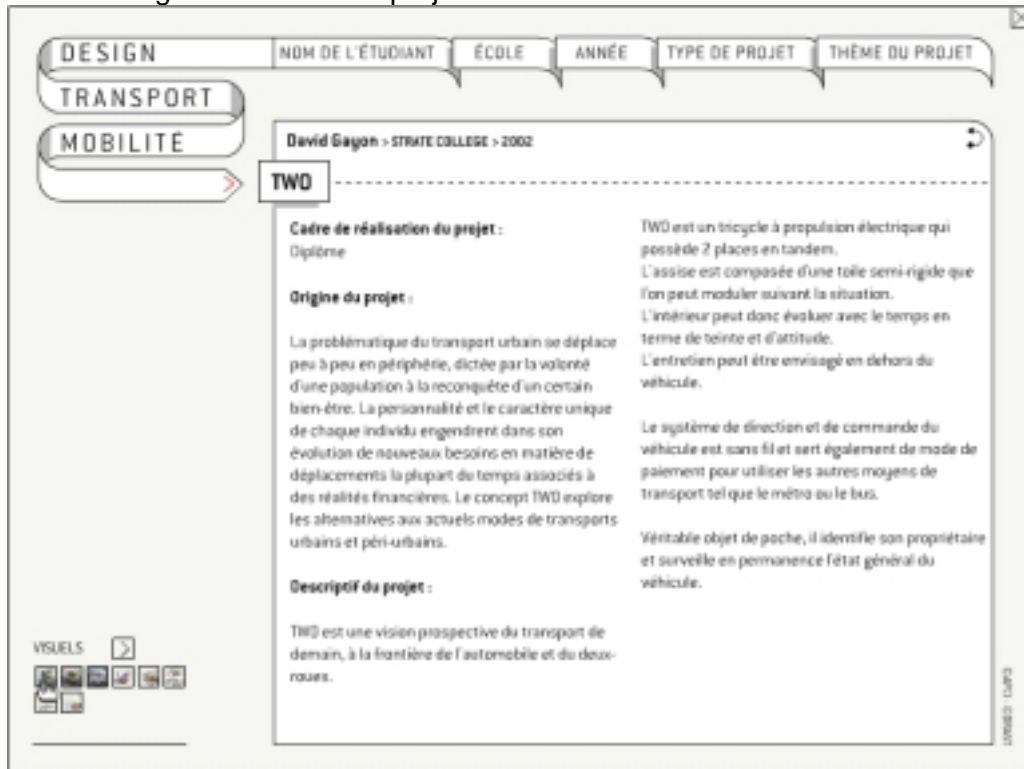 DESIGN
TRANSPORT
MOBILITÉ
NOM DE L'ÉTUDIANT
ÉCOLE
ANNÉE
TYPE DE PROJET
THÈME DU PROJET
David Gayon > STRATE COLLEGE > 2002
TWO
Cadre de réalisation du projet :
Diplôme
Origine du projet :
La problématique du transport urbain se déplace
peu à peu en périphérie, dictée par la volonté
d'une population à la reconquête d'un certain
bien-être. La personnalité et le caractère unique
de chaque individu engendrent dans son
évolution de nouveaux besoins en matière de
déplacements la plupart du temps associés à
des réalités financières. Le concept TWO explore
les alternatives aux actuels modes de transports
urbains et péri-urbains.
Descriptif du projet :
TWO est une vision prospective du transport de
demain, à la frontière de l'automobile et du deux-
roues.
TWO est un tricycle à propulsion électrique qui
possède 2 places en tandem.
L'assise est composée d'une toile semi-rigide que
l'on peut moduler suivant la situation.
L'intérieur peut donc évoluer avec le temps en
terme de teinte et d'attitude.
L'entretien peut être envisagé en dehors du
véhicule.
Le système de direction et de commande du
véhicule est sans fil et sert également de mode de
paiement pour utiliser les autres moyens de
transport tel que le métro ou le bus.
Véritable objet de poche, il identifie son propriétaire
et surveille en permanence l'état général du
véhicule.
VISUELS